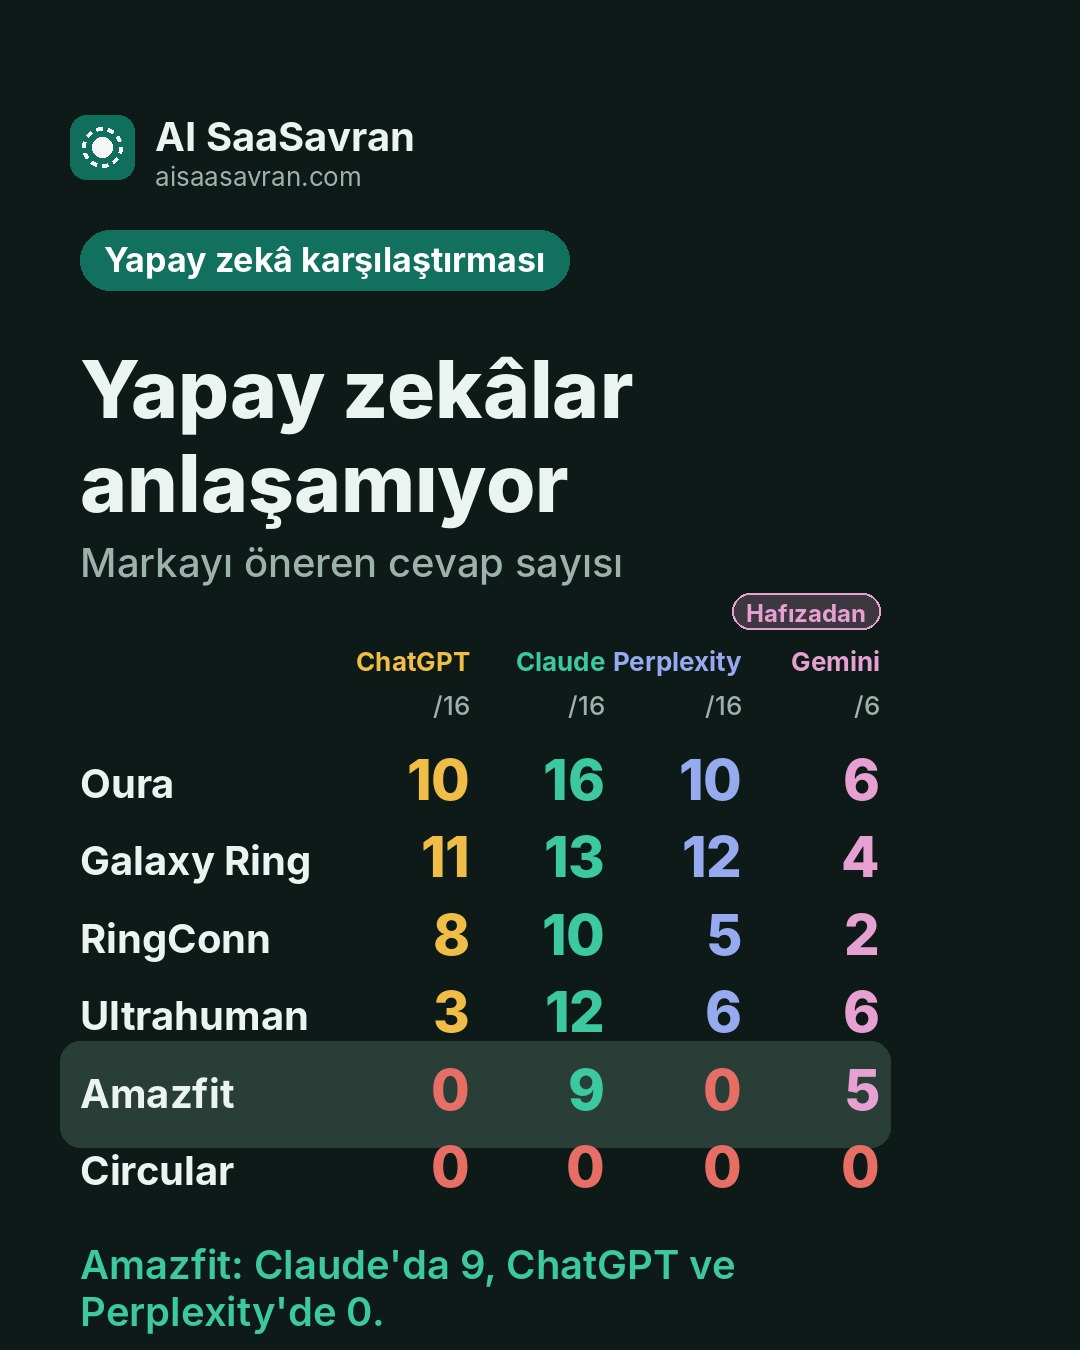 AI SaaSavran
aisaasavran.com
Yapay zekâ karşılaştırması
Yapay zekâlar
anlaşamıyor
Markayı öneren cevap sayısı
Hafızadan
ChatGPT Claude Perplexity Gemini
/16 /16 /16 /6
Oura 10 16 10 6
Galaxy Ring 11 13 12 4
RingConn 8 10 5 2
Ultrahuman 3 12 6 6
Amazfit 0 9 0 5
Circular 0 0 0 0
Amazfit: Claude'da 9, ChatGPT ve
Perplexity'de 0.